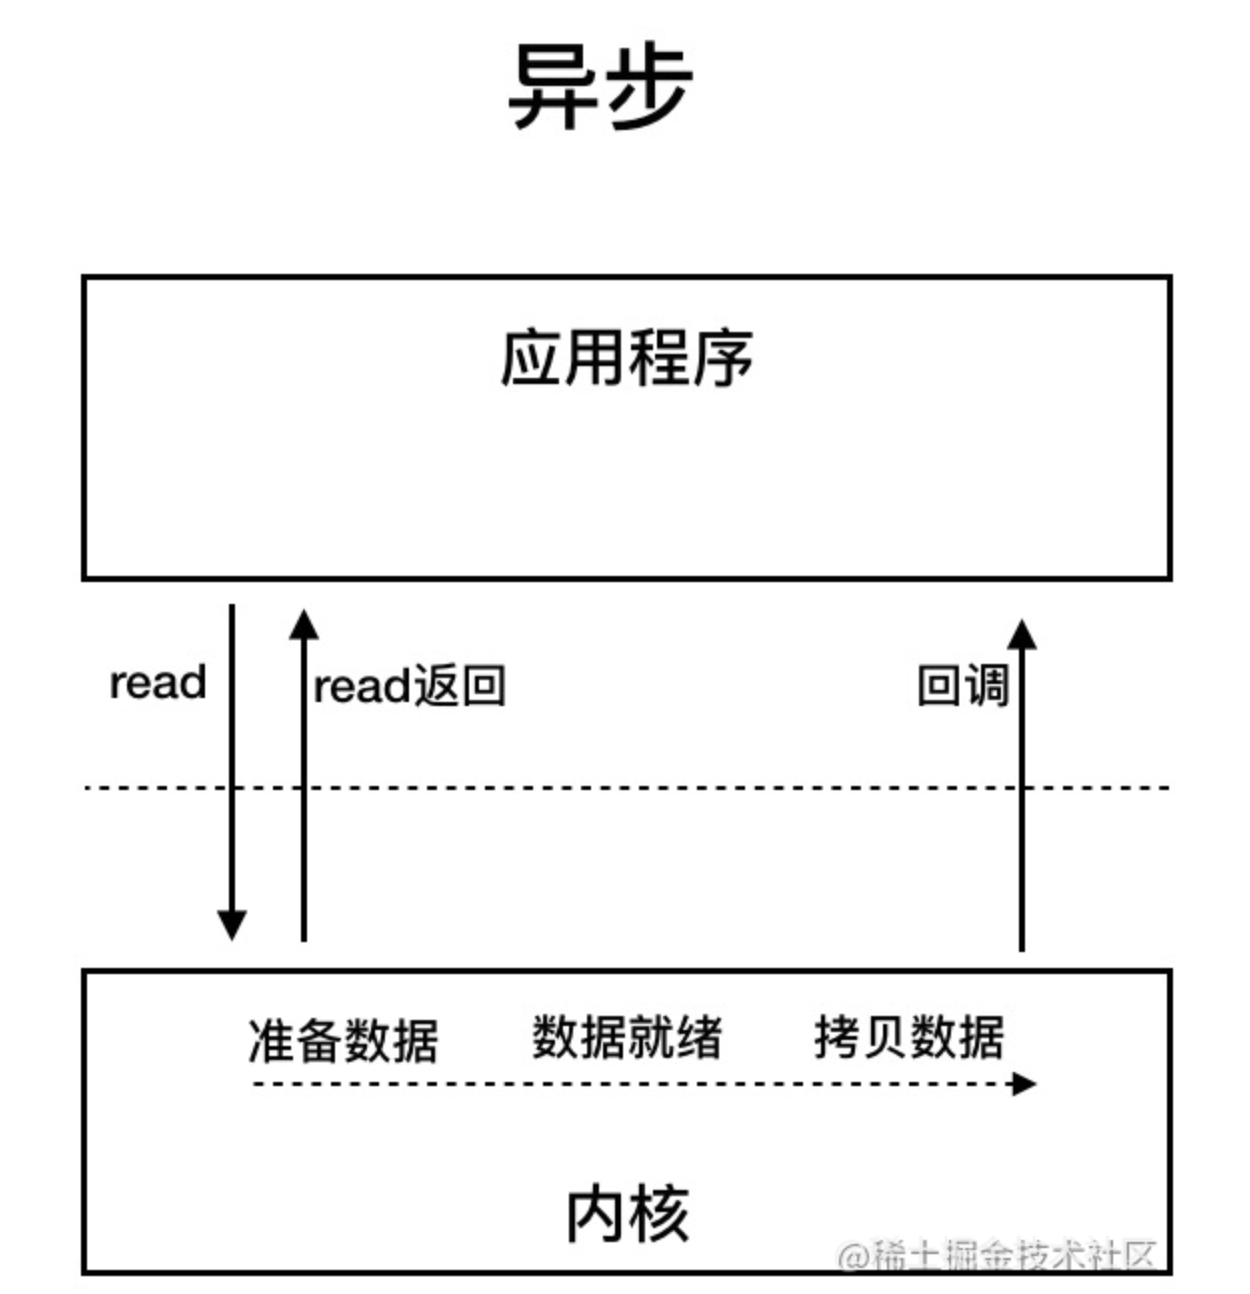 异步
应用程序
read
read返回
回调
准备数据
数据就绪
拷贝数据
内核
@稀土掘金技术社区